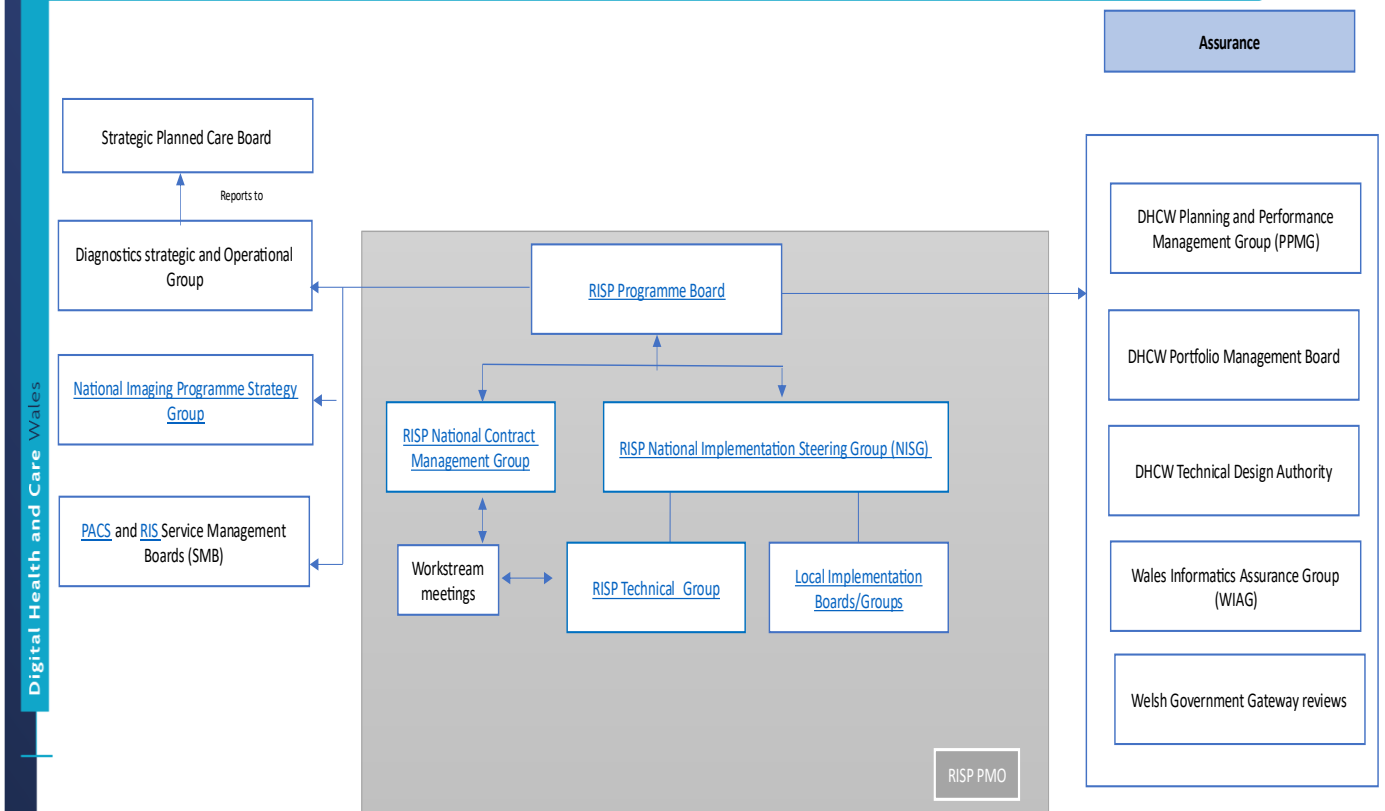 Assurance
Strategic Planned Care Board
Reports to
Diagnostics strategic and Operational
Group
National Imaging Programme Strategy
Group
PACS and RIS Service Management
Boards (SMB)
RISP Programme Board
RISP National Contract
Management Group
RISP National Implementation Steering Group (NISG)
Workstream
meetings
RISP Technical Group
Local Implementation
Boards/Groups
RISP PMO
DHCW Planning and Performance
Management Group (PPMG)
DHCW Portfolio Management Board
DHCW Technical Design Authority
Wales Informatics Assurance Group
(WIAG)
Welsh Government Gateway reviews
Digital Health and Care Wales